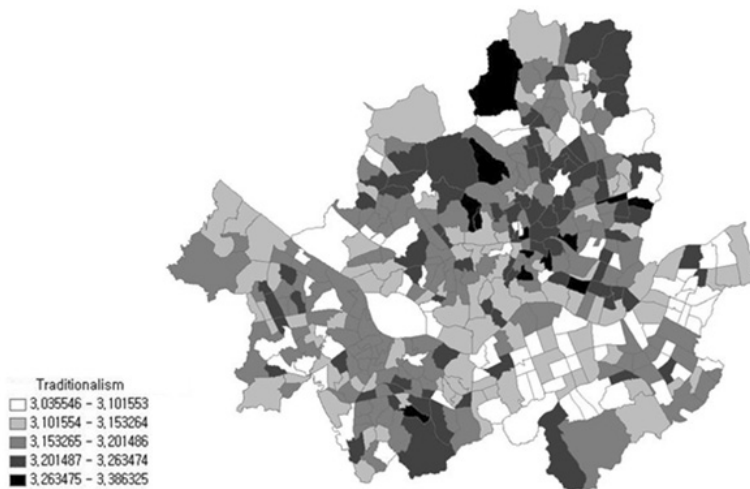 Traditionalism
3,035546 - 3,101553
3,101554 - 3,153264
3,153265 - 3,201486
3,201487 - 3,263474
3,263475 - 3,386325